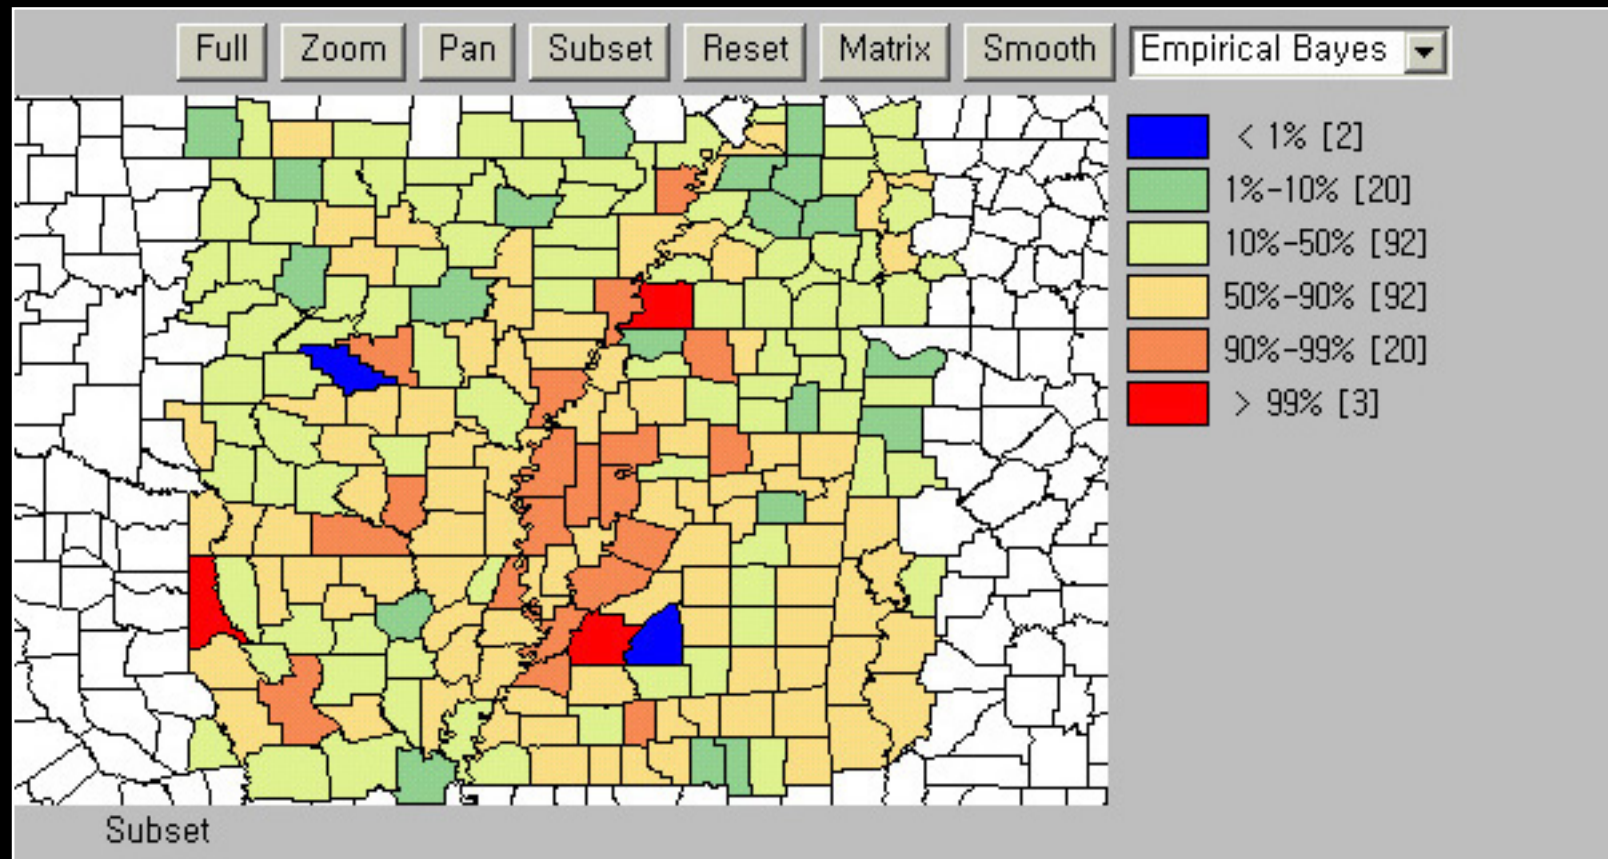 Full Zoom Pan Subset Reset Matrix Smooth Empirical Bayes
< 1% [2]
1%-10% [20]
10%-50% [92]
50%-90% [92]
90%-99% [20]
> 99% [3]
Subset